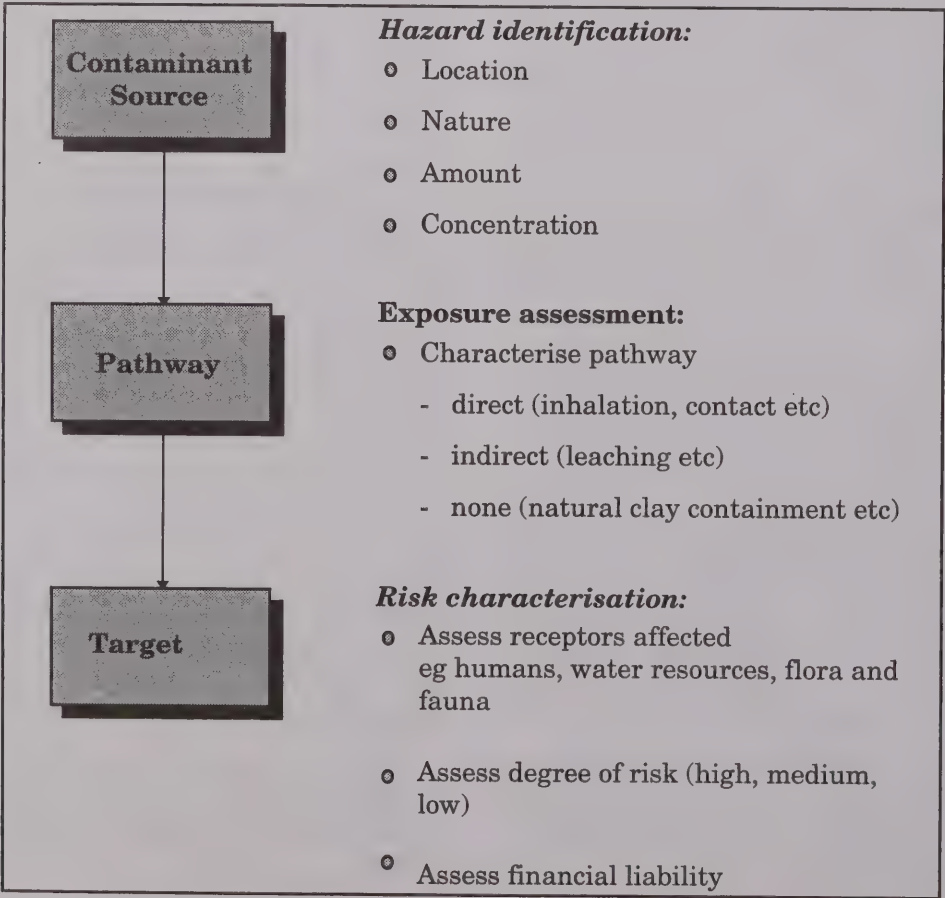 Contaminant
Source
Hazard identification:
Location
Nature
Amount
Concentration
Pathway
Exposure assessment:
Characterise pathway
- direct (inhalation, contact etc)
- indirect (leaching etc)
- none (natural clay containment etc)
Target
Risk characterisation:
Assess receptors affected
eg humans, water resources, flora and
fauna
Assess degree of risk (high, medium,
low)
Assess financial liability